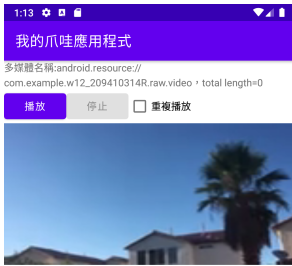 1:13
我的爪哇應用程式
多媒體名稱:android.resource://
com.example.w12_209410314R.raw.video，total length=0
播放
停止
重複播放